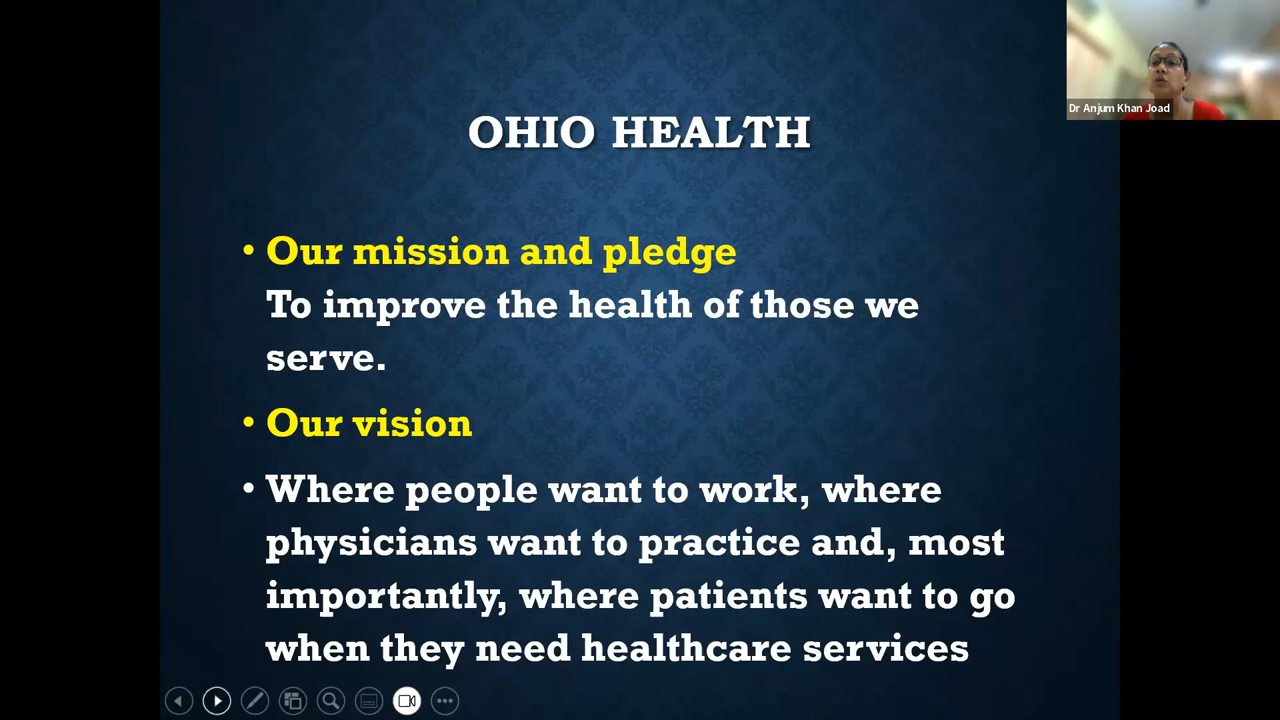 Dr Anjum Khan Joad
OHIO HEALTH
• Our mission and pledge
To improve the health of those we
serve.
• Our vision
• Where people want to work, where
physicians want to practice and, most
importantly, where patients want to go
when they need healthcare services